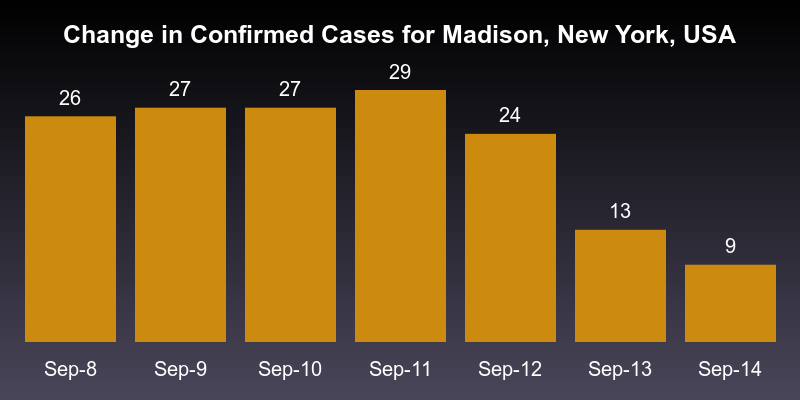 Change in Confirmed Cases for Madison, New York, USA
26 27 27 29 24 13 9
Sep-8 Sep-9 Sep-10 Sep-11 Sep-12 Sep-13 Sep-14